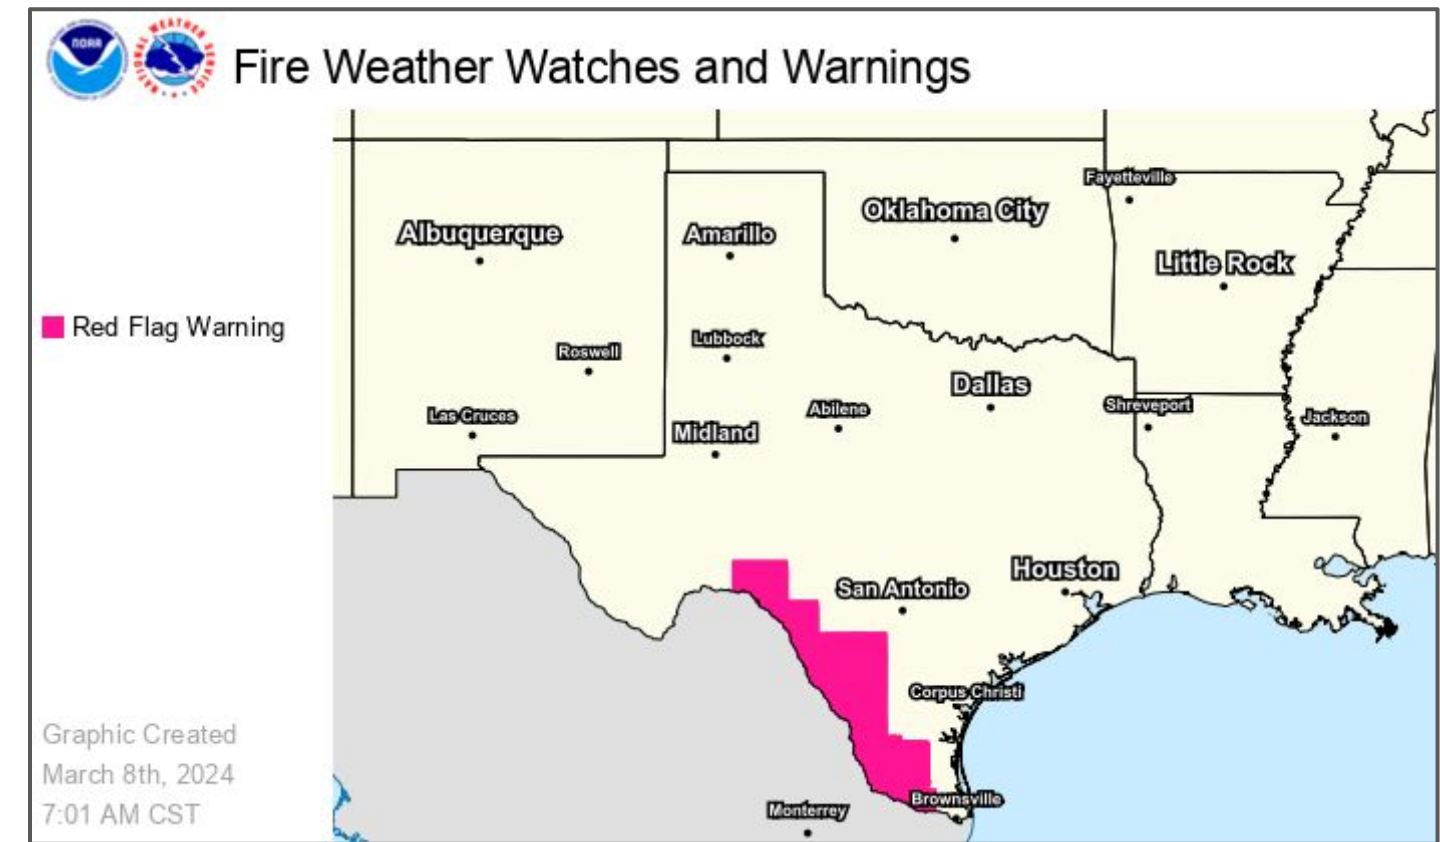 NOAA
NATIONAL WEATHER SERVICE
Fire Weather Watches and Warnings
Fayetteville
Oklahoma City
Albuquerque
Amarillo
Little Rock
Red Flag Warning
Lubbock
Roswell
Dallas
Las Cruces
Abilene
Shreveport
Jackson
Midland
Houston
San Antonio
Corpus Christi
Graphic Created
March 8th, 2024
7:01 AM CST
Brownsville
Monterrey